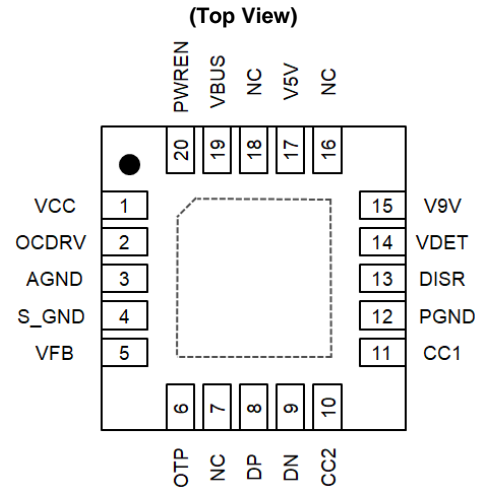 (Top View)
PWREN VBUS NC V5V NC
20 19 18 17 16
VCC 1 15 V9V
OCDRV 2 14 VDET
AGND 3 13 DISR
S_GND 4 12 PGND
VFB 5 11 CC1
6 7 8 9 10
OTP NC DP DN CC2